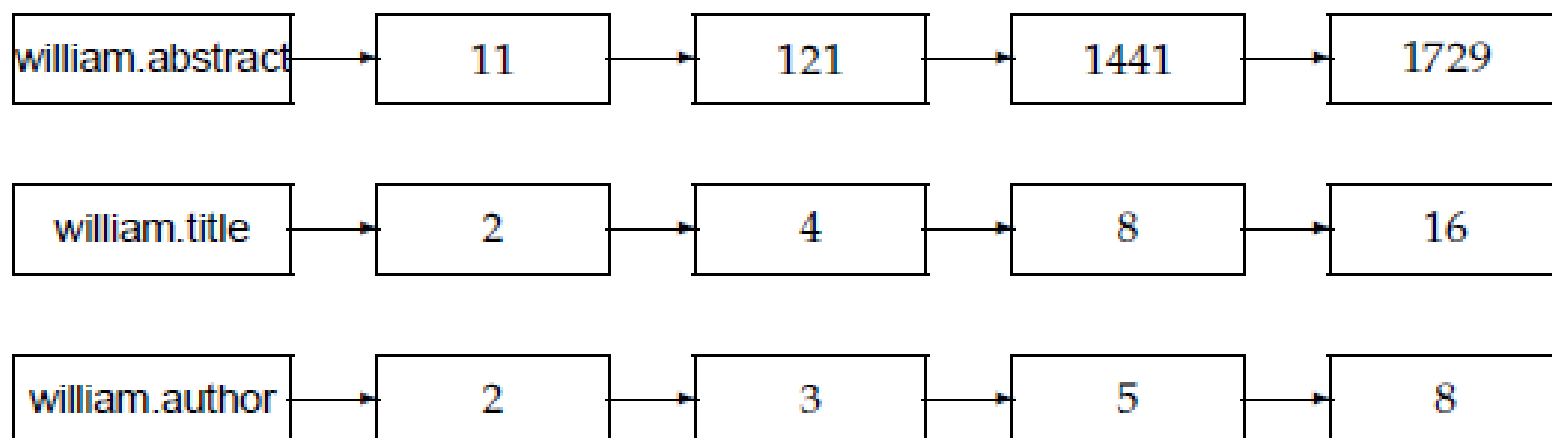 william.abstract 11 121 1441 1729
william.title 2 4 8 16
william.author 2 3 5 8